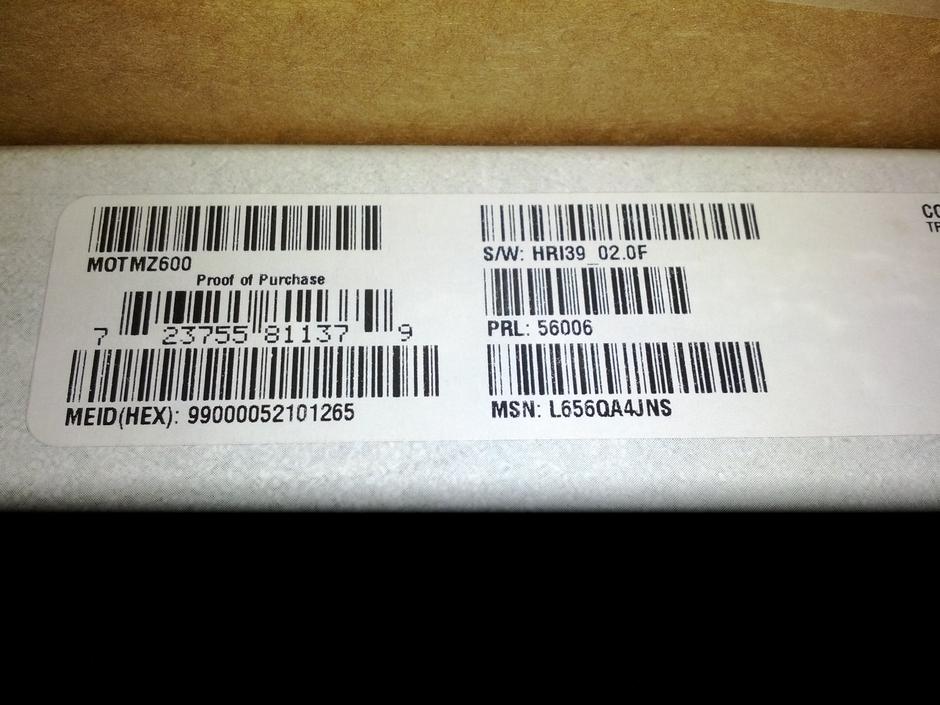 MOTMZ600
Proof of Purchase
7 23755 81137 9
MEID(HEX): 99000052101265
S/W: HRI39_02.0F
PRL: 56006
MSN: L656QA4JNS